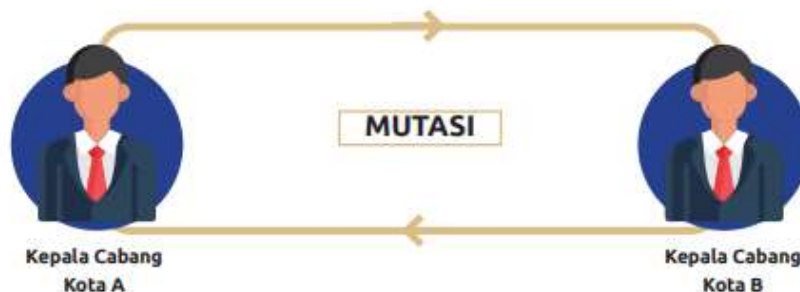 MUTASI
Kepala Cabang
Kota A
Kepala Cabang
Kota B